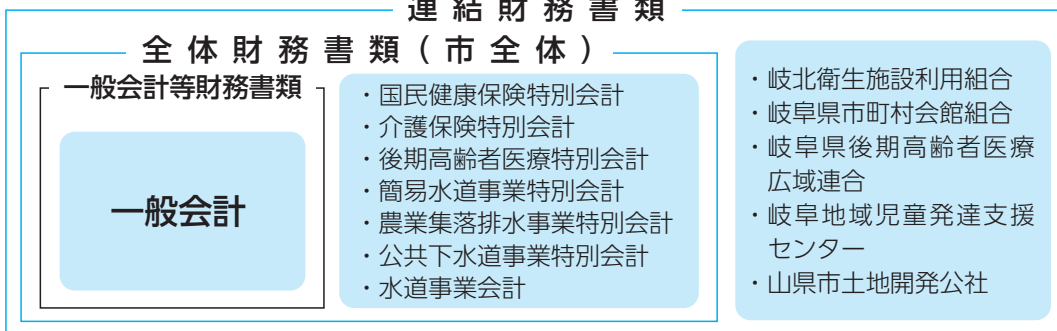 連結財務書類
全体財務書類(市全体)
一般会計等財務書類
一般会計
・国民健康保険特別会計
・介護保険特別会計
・後期高齢者医療特別会計
・簡易水道事業特別会計
・農業集落排水事業特別会計
・公共下水道事業特別会計
・水道事業会計
・岐北衛生施設利用組合
・岐阜県市町村会館組合
・岐阜県後期高齢者医療
広域連合
・岐阜地域児童発達支援
センター
・山県市土地開発公社